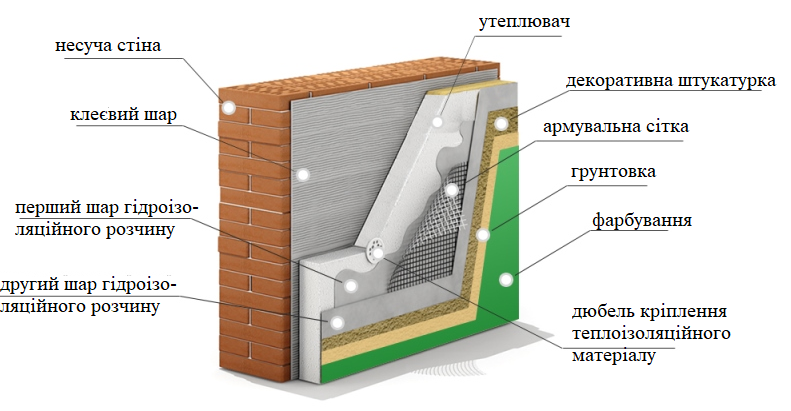 утеплювач
несуча стіна
декоративна штукатурка
клеєвий шар
армувальна сітка
грунтовка
перший шар гідроізо-
ляційного розчину
фарбування
другий шар гідроізо-
ляційного розчину
дюбель кріплення
теплоізоляційного
матеріалу